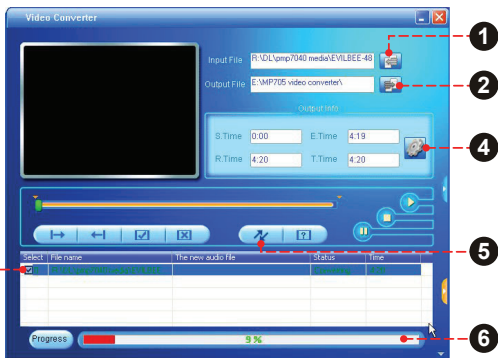 Video Converter
Input File R:\DL\pmp7040 media\EVILBEE-48
1
Output File E:\MP705 video converter\
2
Output Info
S.Time 0:00 E.Time 4:19
4
R.Time 4:20 T.Time 4:20
5
Select File name The new audio file Status Time
Progress 9 %
6